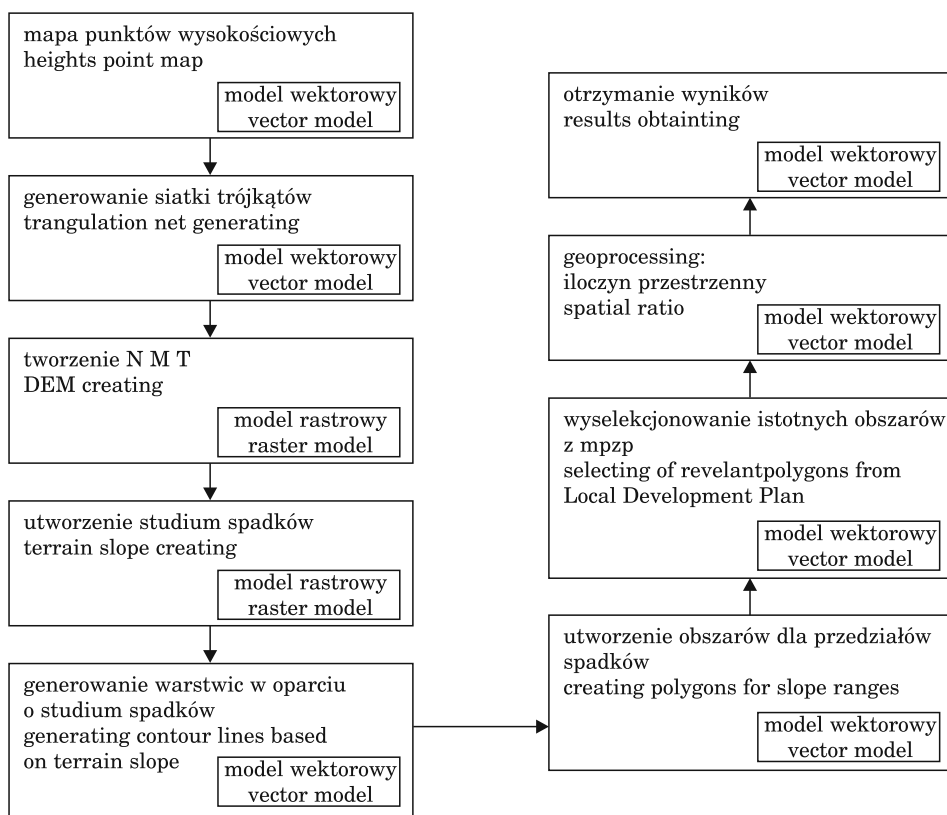 mapa punktów wysokościowych
heights point map
model wektorowy
vector model
generowanie siatki trójkątów
trangulation net generating
model wektorowy
vector model
tworzenie N M T
DEM creating
model rastrowy
raster model
utworzenie studium spadków
terrain slope creating
model rastrowy
raster model
generowanie warstwic w oparciu
o studium spadków
generating contour lines based
on terrain slope
model wektorowy
vector model
utworzenie obszarów dla przedziałów
spadków
creating polygons for slope ranges
model wektorowy
vector model
wyselekcjonowanie istotnych obszarów
z mpzp
selecting of revelantpolygons from
Local Development Plan
model wektorowy
vector model
geoprocessing:
iloczyn przestrzenny
spatial ratio
model wektorowy
vector model
otrzymanie wyników
results obtainting
model wektorowy
vector model